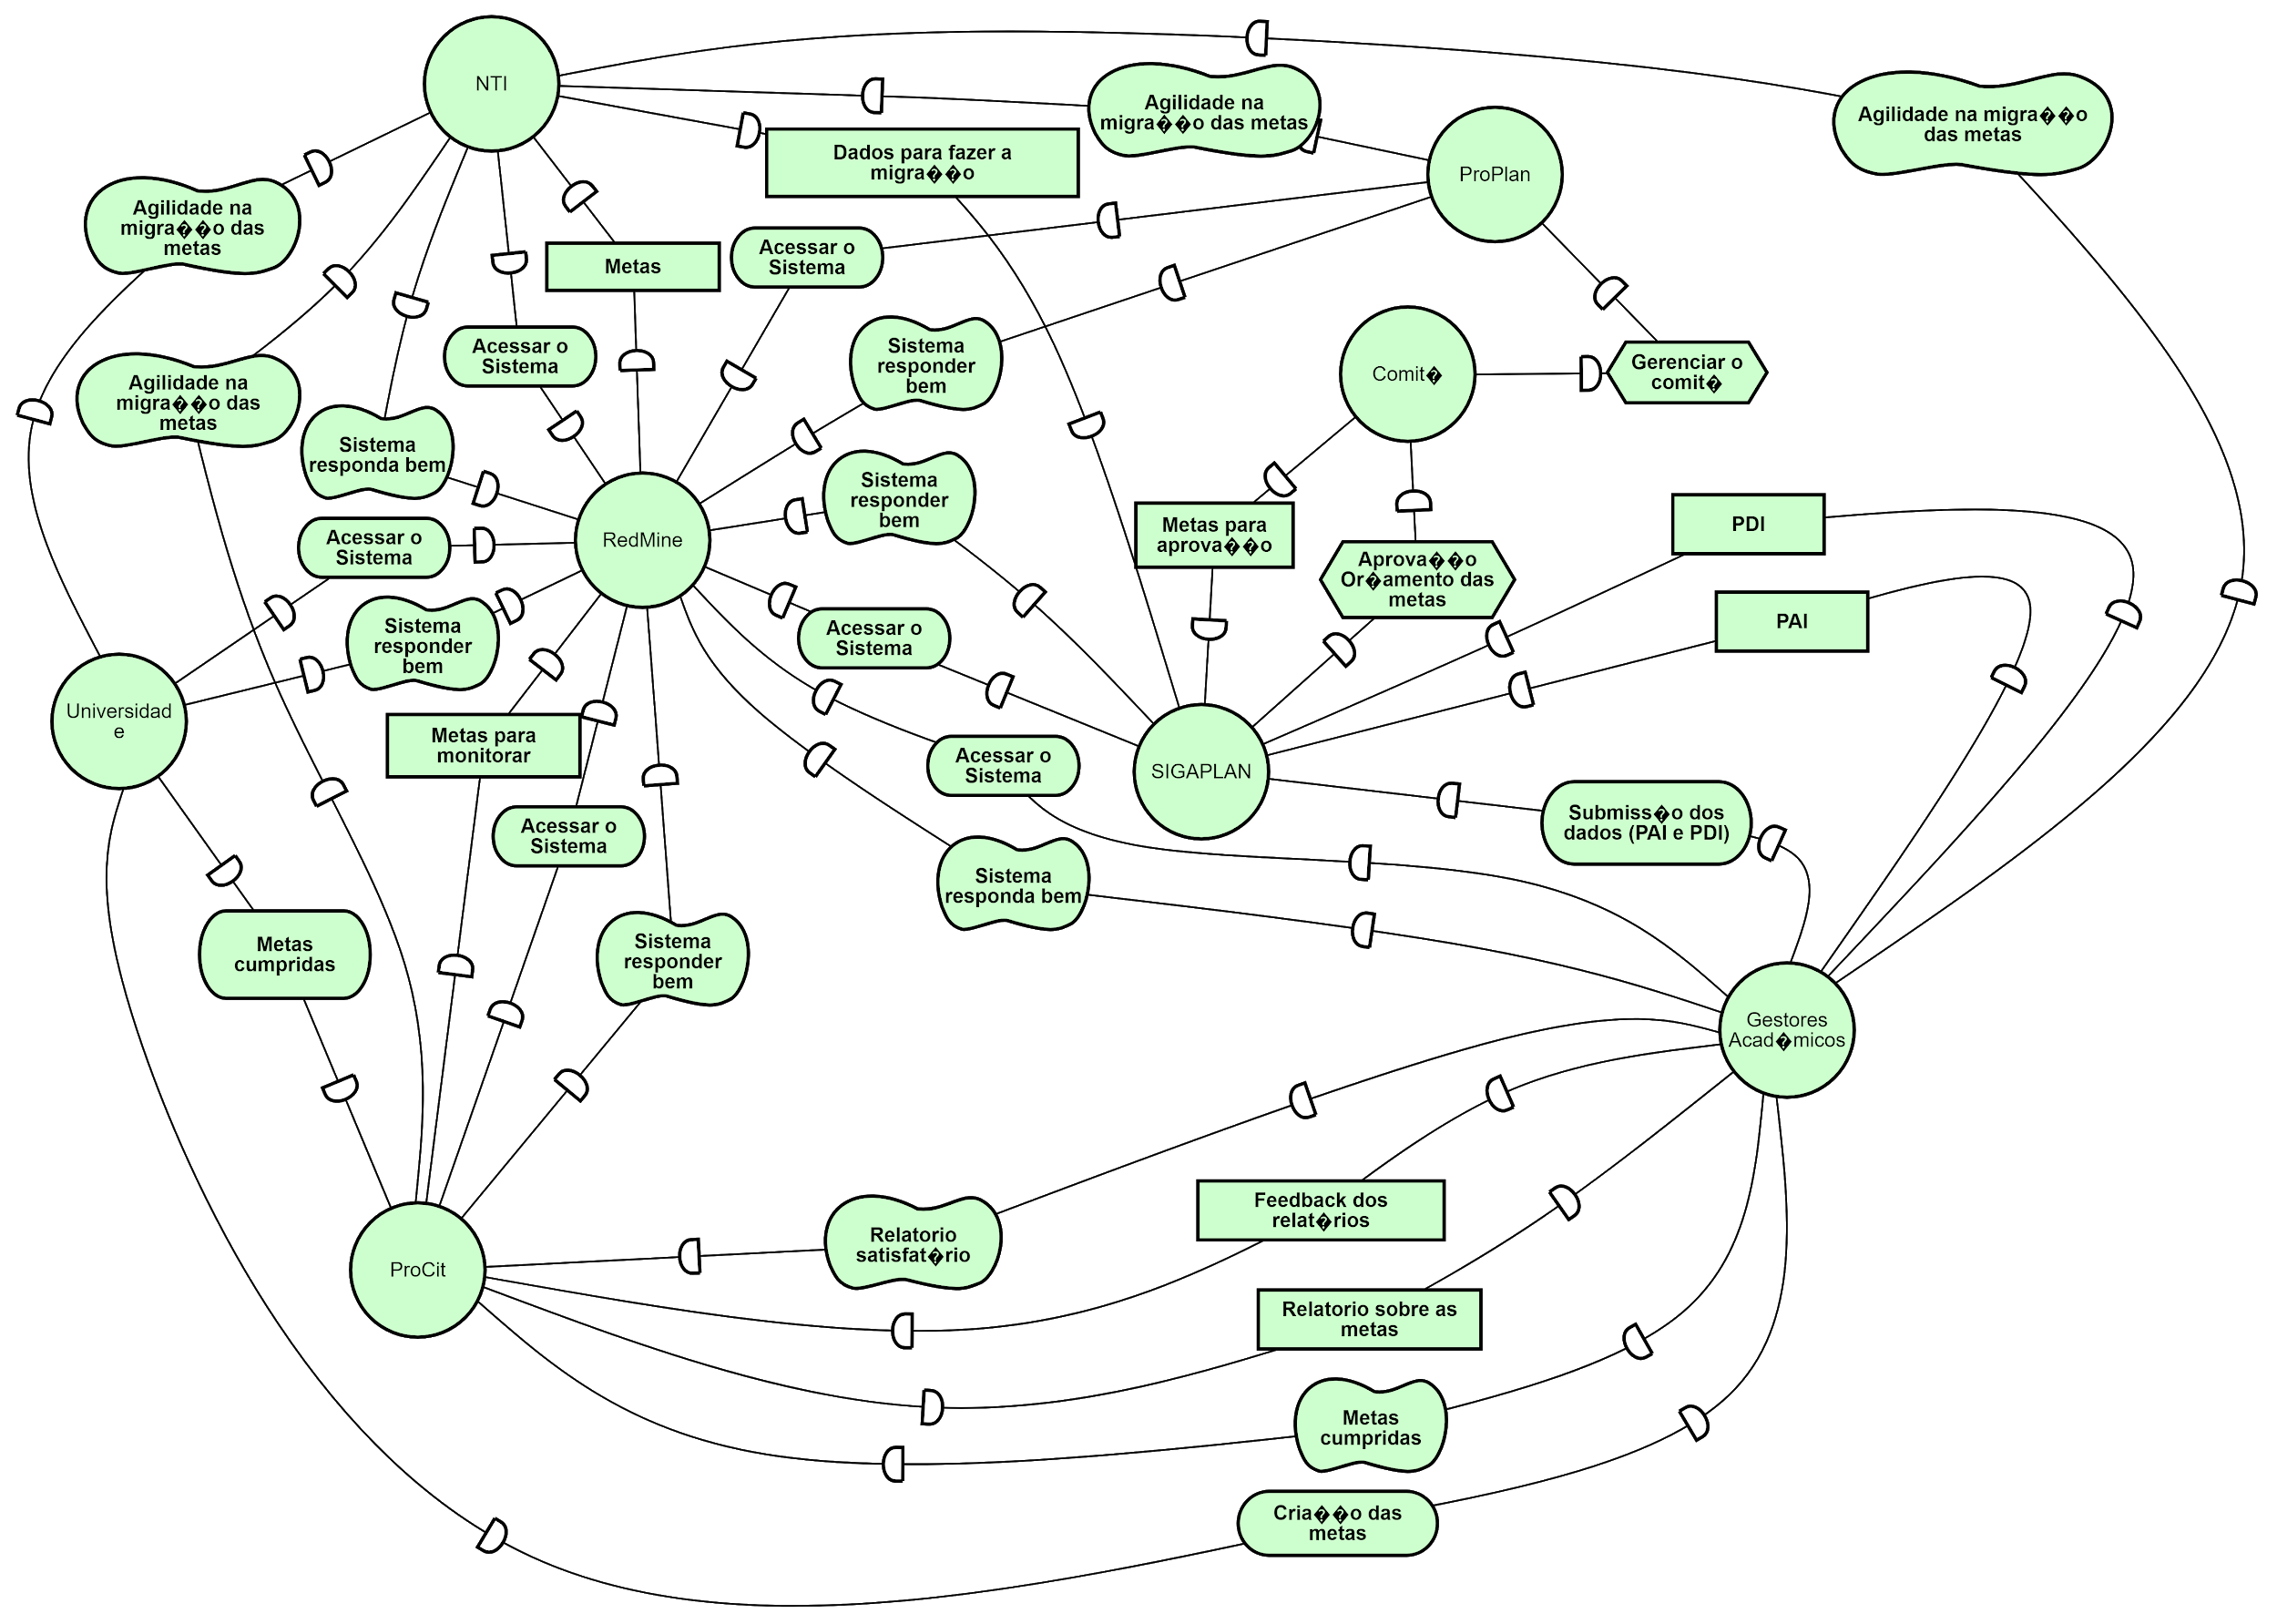 NTI
Agilidade na
migra��o das metas
Agilidade na migra��o
das metas
Dados para fazer a
migra��o
ProPlan
Agilidade na
migra��o das
metas
Metas
Acessar o
Sistema
Acessar o
Sistema
Sistema
responder
bem
Comit�
Gerenciar o
comit�
Agilidade na
migra��o das
metas
Sistema
responda bem
Sistema
responder
bem
Metas para
aprova��o
PDI
Acessar o
Sistema
RedMine
Aprova��o
Or�amento das
metas
PAI
Sistema
responder
bem
Acessar o
Sistema
Universidad
e
Metas para
monitorar
Acessar o
Sistema
SIGAPLAN
Acessar o
Sistema
Submiss�o dos
dados (PAI e PDI)
Sistema
responda bem
Metas
cumpridas
Sistema
responder
bem
Gestores
Acad�micos
Feedback dos
relat�rios
Relatorio
satisfat�rio
ProCit
Relatorio sobre as
metas
Metas
cumpridas
Cria��o das
metas